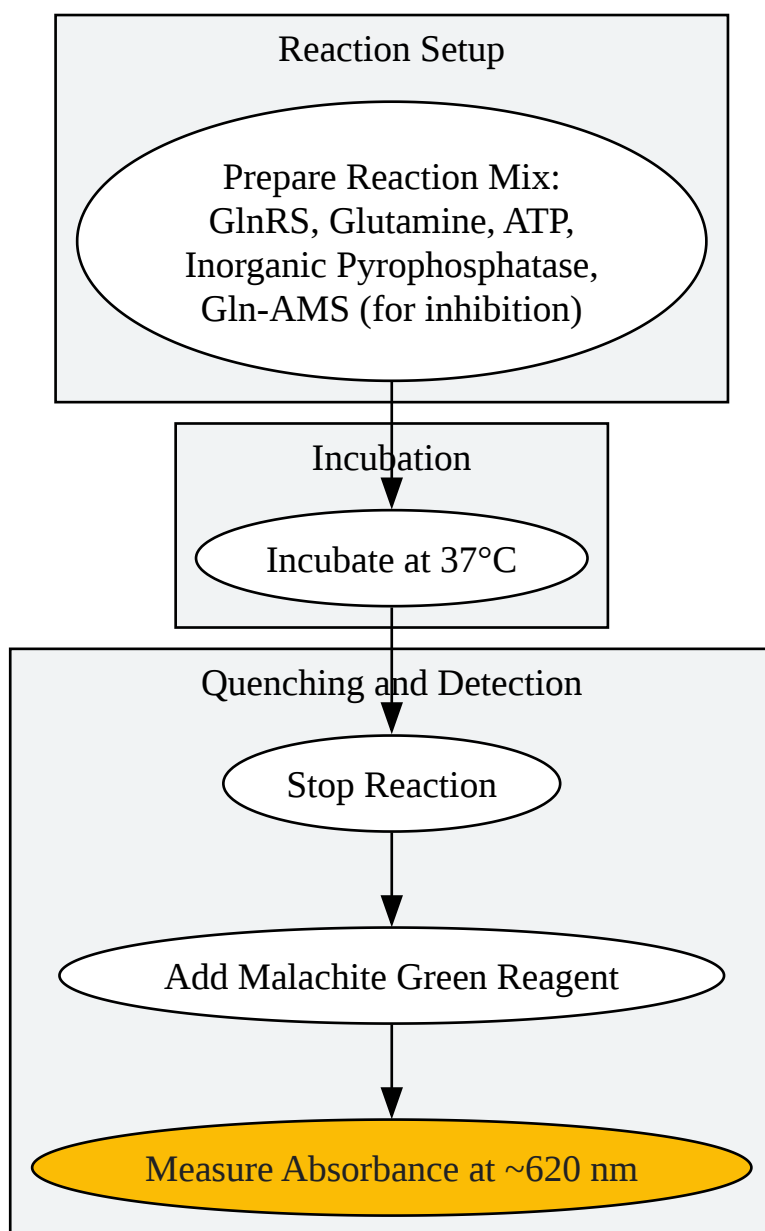 Reaction Setup
Prepare Reaction Mix:
GlnRS, Glutamine, ATP,
Inorganic Pyrophosphatase,
Gln-AMS (for inhibition)
Incubation
Incubate at 37°C
Quenching and Detection
Stop Reaction
Add Malachite Green Reagent
Measure Absorbance at ~620 nm